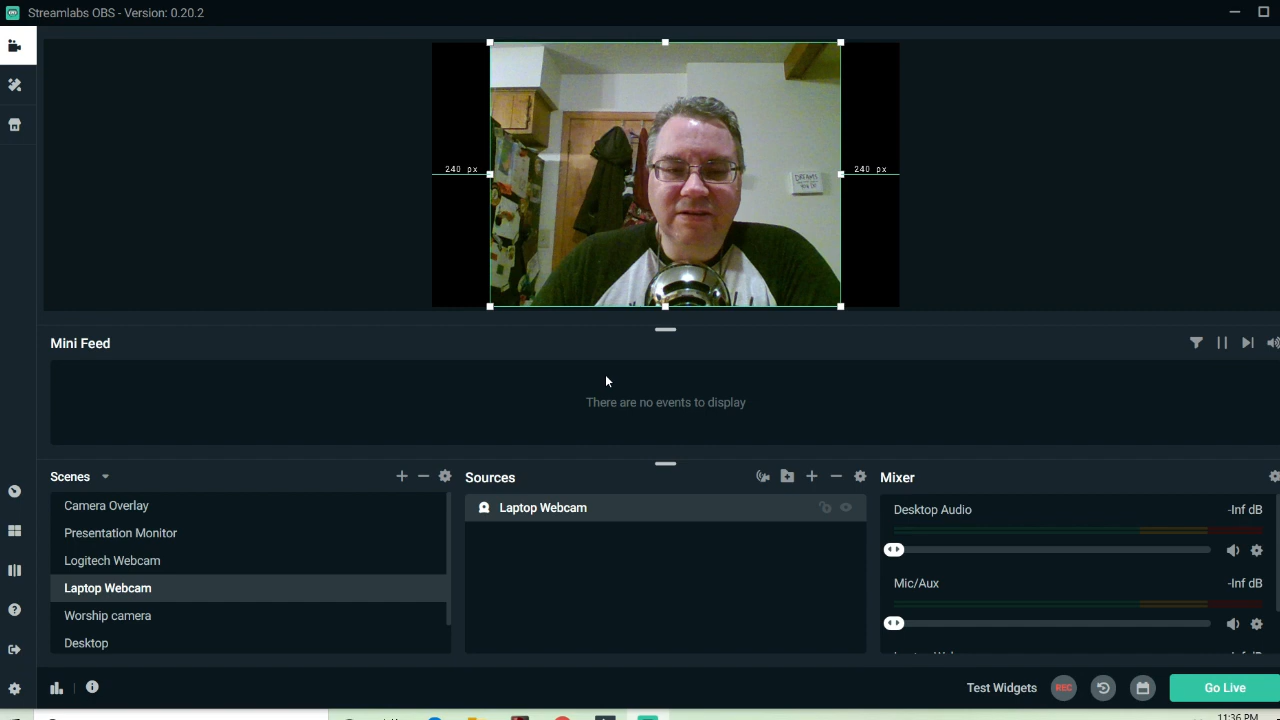 Streamlabs OBS - Version: 0.20.2
240 px
240 px
DREAMS
Mini Feed
There are no events to display
Scenes
Camera Overlay
Presentation Monitor
Logitech Webcam
Laptop Webcam
Worship camera
Desktop
Sources
Laptop Webcam
Mixer
Desktop Audio
-Inf dB
Mic/Aux
-Inf dB
Test Widgets
REC
Go Live
11:36 PM